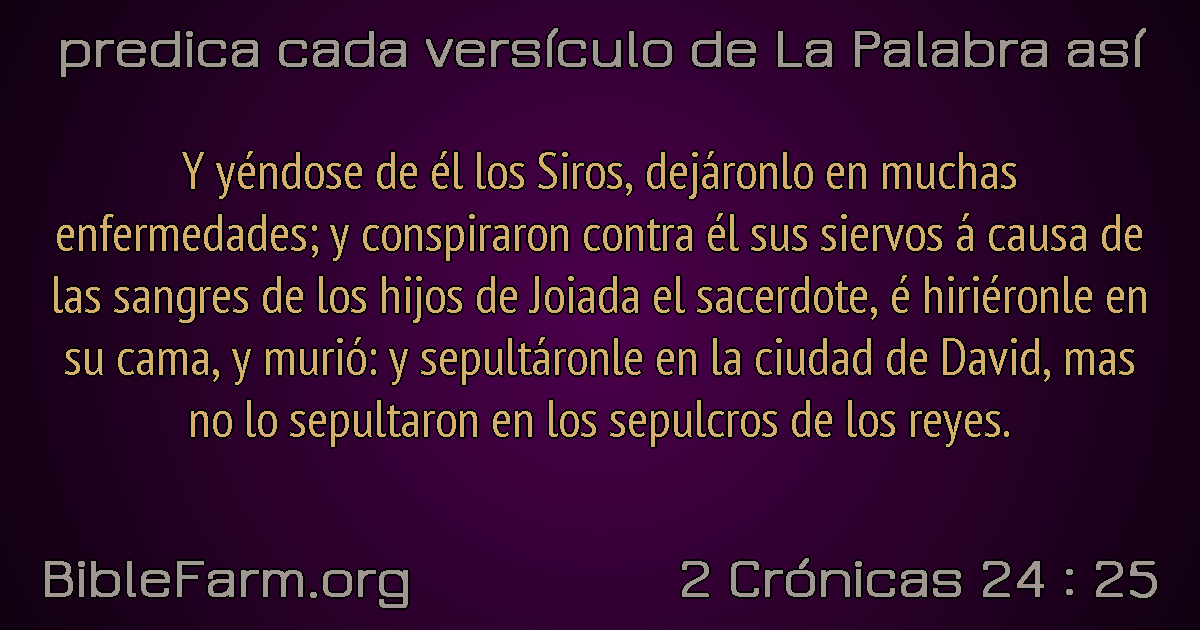 predica cada versículo de La Palabra así
Y yéndose de él los Siros, dejáronlo en muchas
enfermedades; y conspiraron contra él sus siervos á causa de
las sangres de los hijos de Joiada el sacerdote, é hiriéronle en
su cama, y murió: y sepultáronle en la ciudad de David, mas
no lo sepultaron en los sepulcros de los reyes.
BibleFarm.org 2 Crónicas 24 : 25